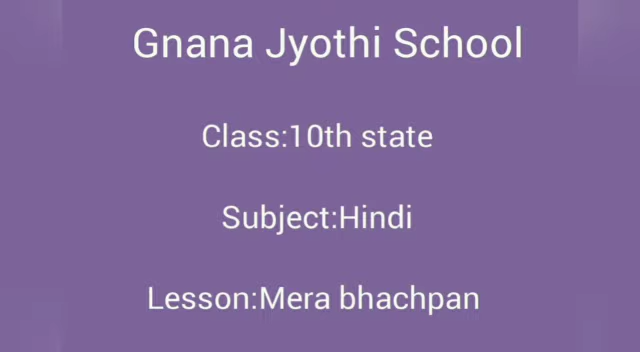 Gnana Jyothi School
Class:10th state
Subject:Hindi
Lesson:Mera bhachpan